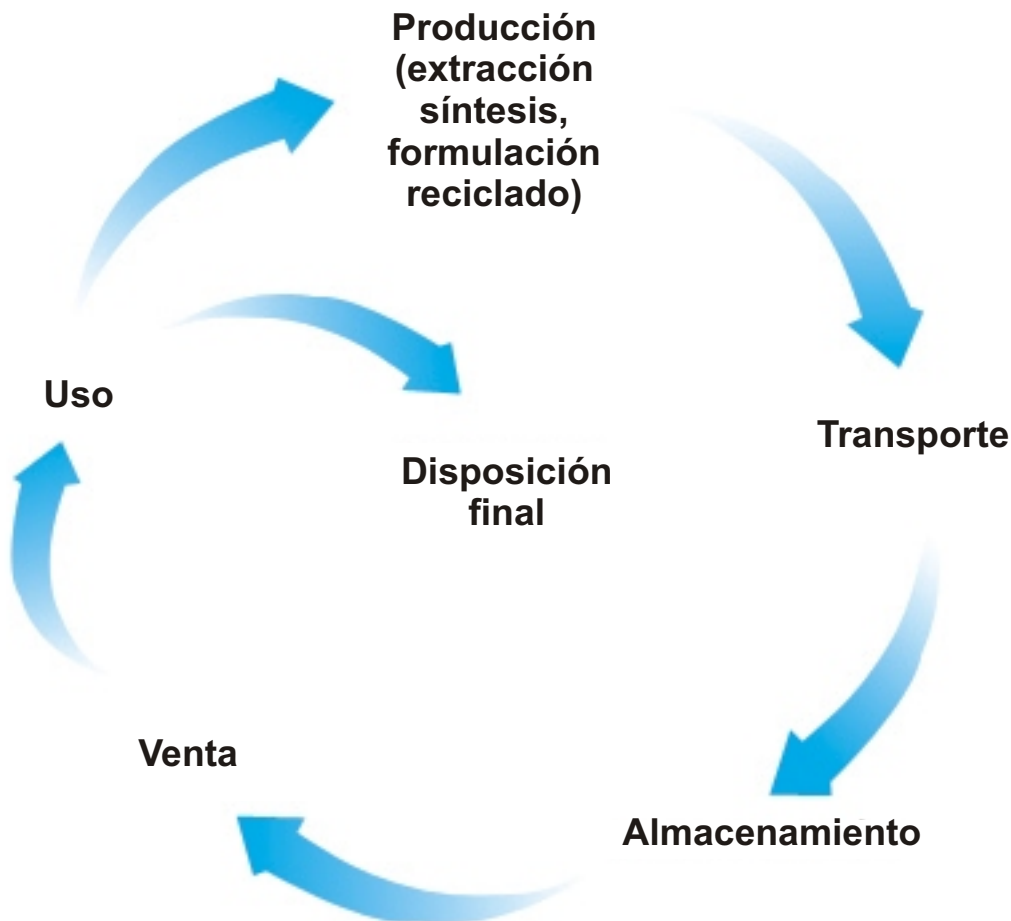 Producción
(extracción
síntesis,
formulación
reciclado)
Uso
Transporte
Disposición
final
Venta
Almacenamiento